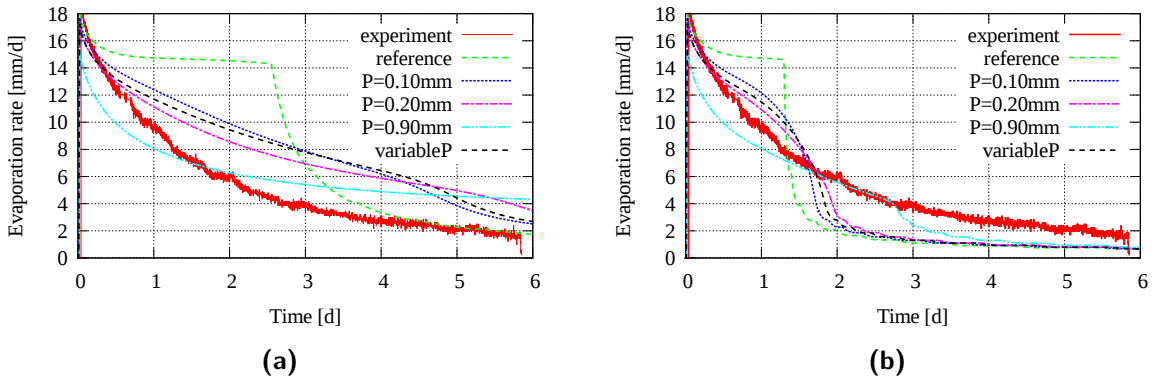 18
16
14
12
10
8
6
4
2
0
0 1 2 3 4 5 6
Evaporation rate [mm/d]
Time [d]
experiment
reference
P=0.10mm
P=0.20mm
P=0.90mm
variableP
(a)
18
16
14
12
10
8
6
4
2
0
0 1 2 3 4 5 6
Evaporation rate [mm/d]
Time [d]
experiment
reference
P=0.10mm
P=0.20mm
P=0.90mm
variableP
(b)